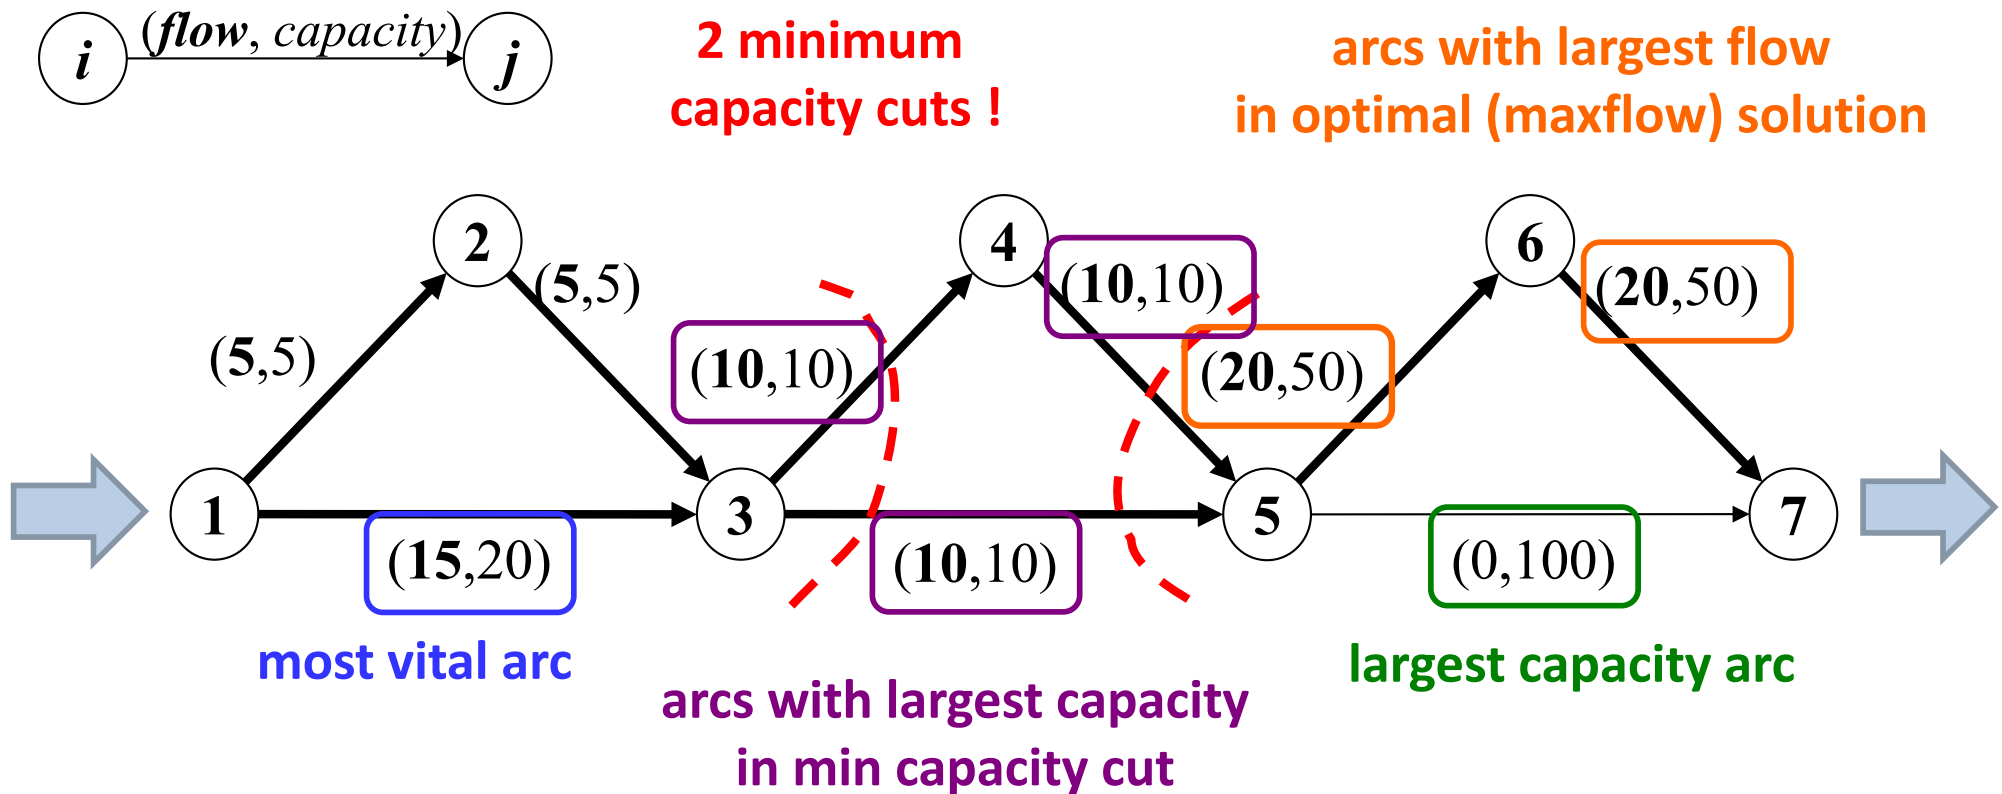 i
(flow, capacity)
j
2 minimum
capacity cuts !
arcs with largest flow
in optimal (maxflow) solution
2
4
6
(5,5)
(10,10)
(20,50)
(5,5)
(10,10)
(20,50)
1
3
5
7
(15,20)
(10,10)
(0,100)
most vital arc
largest capacity arc
arcs with largest capacity
in min capacity cut